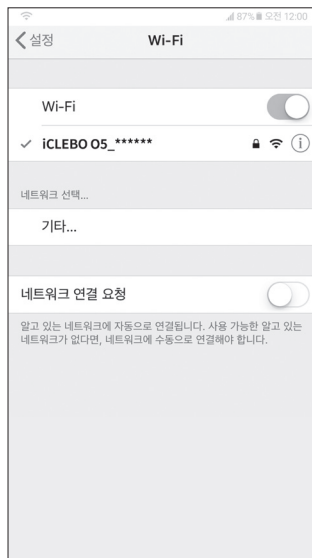 87% 오전 12:00
설정 Wi-Fi
Wi-Fi
iCLEBO O5_******
네트워크 선택...
기타...
네트워크 연결 요청
알고 있는 네트워크에 자동으로 연결됩니다. 사용 가능한 알고 있는
네트워크가 없다면, 네트워크에 수동으로 연결해야 합니다.